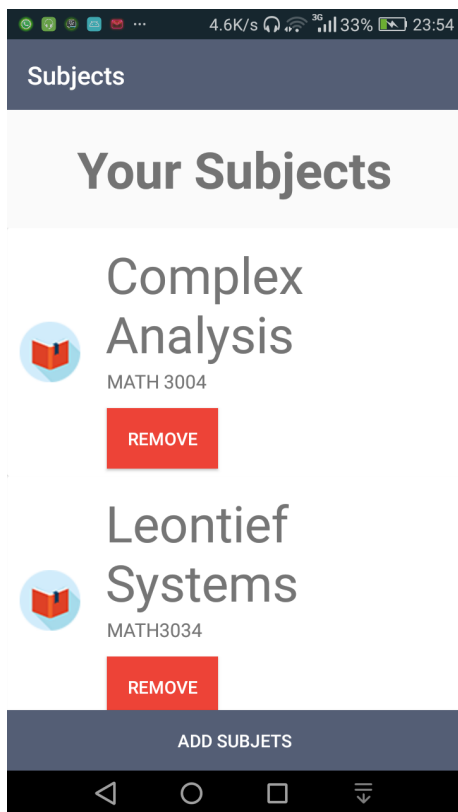 4.6K/s 3G 33% 23:54
Subjects
Your Subjects
Complex
Analysis
MATH 3004
REMOVE
Leontief
Systems
MATH3034
REMOVE
ADD SUBJETS